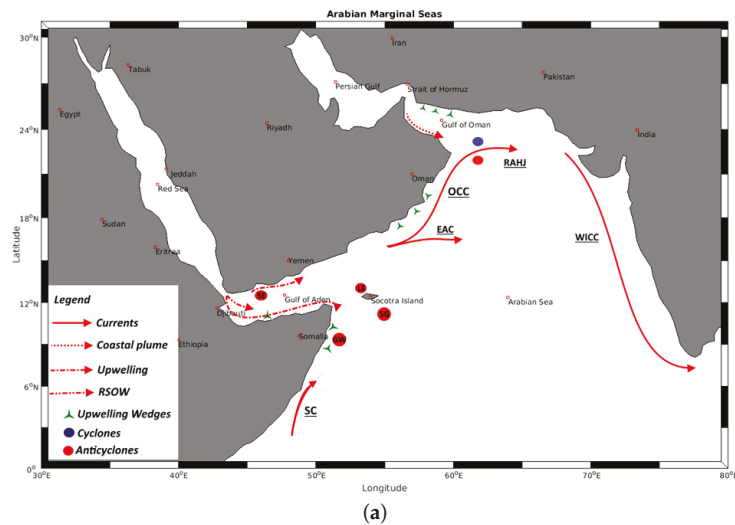 Arabian Marginal Seas
30°N
24°N
18°N
12°N
6°N
0°N
30°E
40°E
50°E
60°E
70°E
80°E
Latitude
Longitude
Iran
Tabuk
Persian Gulf
Strait of Hormuz
Pakistan
Egypt
Riyadh
Gulf of Oman
India
Jeddah
Red Sea
Oman
RAHJ
OCC
Sudan
EAC
WICC
Eritrea
Yemen
SE
LE
Gulf of Aden
Socotra Island
Arabian Sea
Djibouti
SG
Ethiopia
Somalia
GW
SC
Legend
Currents
Coastal plume
Upwelling
RSOW
Upwelling Wedges
Cyclones
Anticyclones
(a)